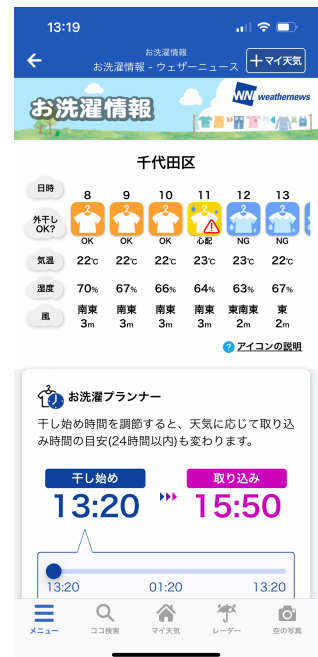 13:19
お洗濯情報
お洗濯情報 - ウェザーニュース
+マイ天気
お洗濯情報
WN weathernews
千代田区
日時 8 9 10 11 12 13
外干しOK? OK OK OK 心配 NG NG
気温 22℃ 22℃ 22℃ 23℃ 23℃ 22℃
湿度 70% 67% 66% 64% 63% 67%
風 南東 南東 南東 南東 東南東 東
3m 3m 3m 3m 2m 2m
? アイコンの説明
お洗濯プランナー
干し始め時間を調節すると、天気に応じて取り込
み時間の目安(24時間以内)も変わります。
干し始め 取り込み
13:20 15:50
13:20 01:20 13:20
メニュー ココ検索 マイ天気 レーダー 空の写真